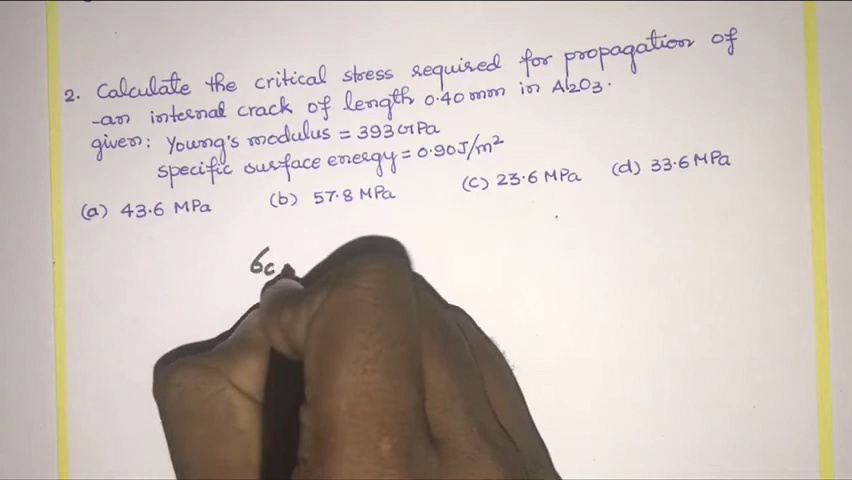 2. Calculate the critical stress required for propagation of
-an internal crack of length 0.40 mm in Al2O3.
given: Young's modulus = 393 GPa
specific surface energy = 0.90 J/m²
(a) 43.6 MPa (b) 57.8 MPa (c) 23.6 MPa (d) 33.6 MPa
σc